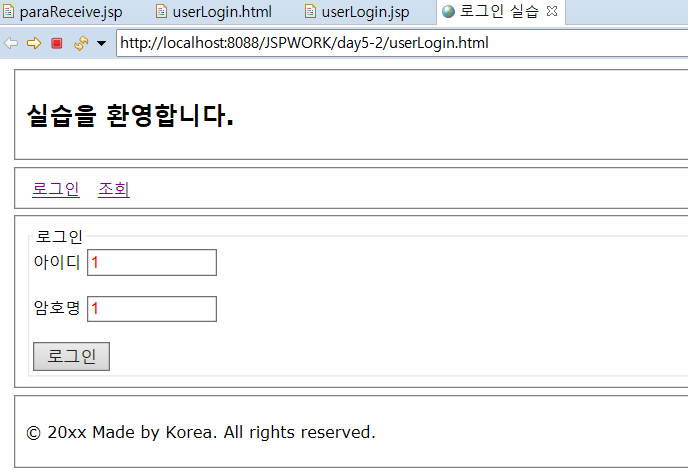 paraReceive.jsp userLogin.html userLogin.jsp 로그인 실습
http://localhost:8088/JSPWORK/day5-2/userLogin.html
실습을 환영합니다.
로그인 조회
로그인
아이디 1
암호명 1
로그인
© 20xx Made by Korea. All rights reserved.